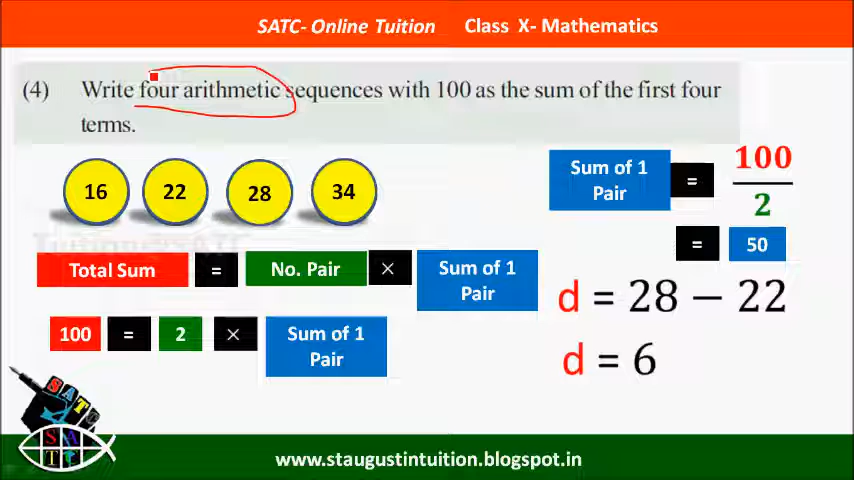 SATC- Online Tuition Class X- Mathematics
(4) Write four arithmetic sequences with 100 as the sum of the first four
terms.
16 22 28 34
Sum of 1 Pair = 100/2
= 50
Total Sum = No. Pair × Sum of 1 Pair
d = 28 − 22
100 = 2 × Sum of 1 Pair
d = 6
SATC
SATC
www.staugustintuition.blogspot.in